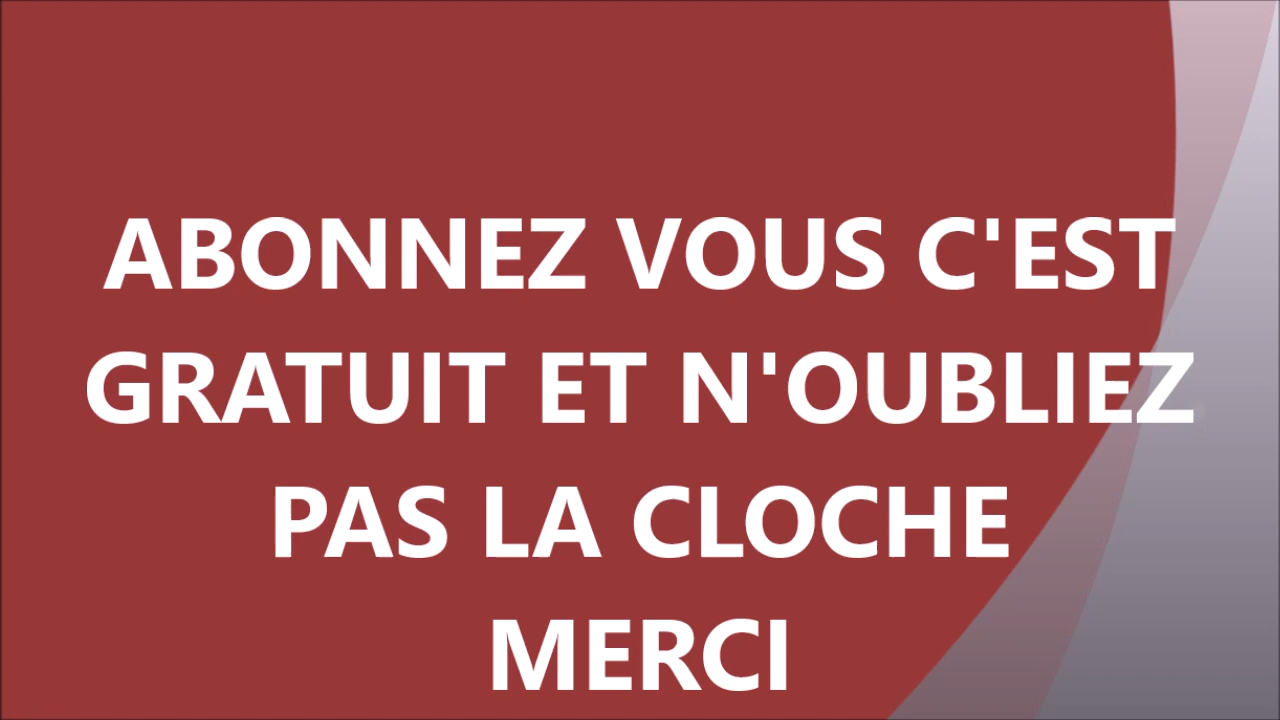 ABONNEZ VOUS C'EST
GRATUIT ET N'OUBLIEZ
PAS LA CLOCHE
MERCI